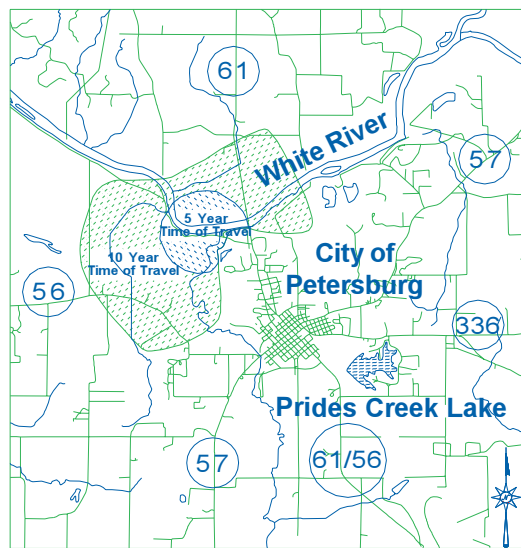 61
White River
57
5 Year
Time of Travel
10 Year
Time of Travel
City of
Petersburg
56
336
Prides Creek Lake
57
61/56